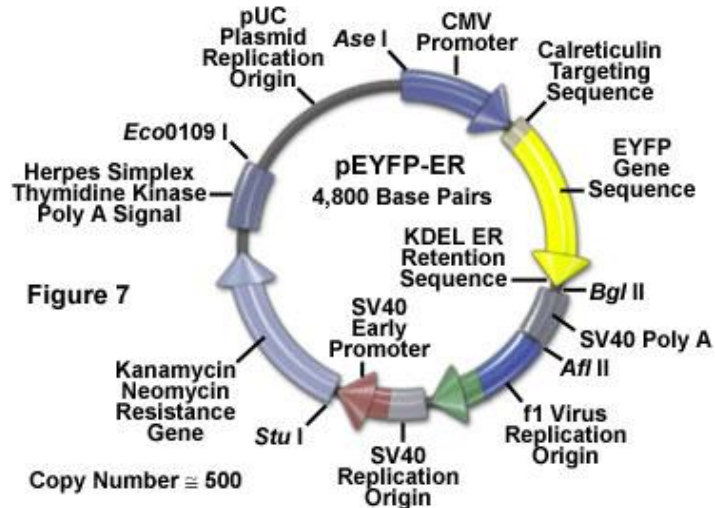 pUC
Plasmid
Replication
Origin
Ase I
CMV
Promoter
Calreticulin
Targeting
Sequence
Eco0109 I
pEYFP-ER
4,800 Base Pairs
EYFP
Gene
Sequence
Herpes Simplex
Thymidine Kinase
Poly A Signal
KDEL ER
Retention
Sequence
Bgl II
Figure 7
SV40
Early
Promoter
SV40 Poly A
Afl II
Kanamycin
Neomycin
Resistance
Gene
Stu I
f1 Virus
Replication
Origin
SV40
Replication
Origin
Copy Number ≅ 500